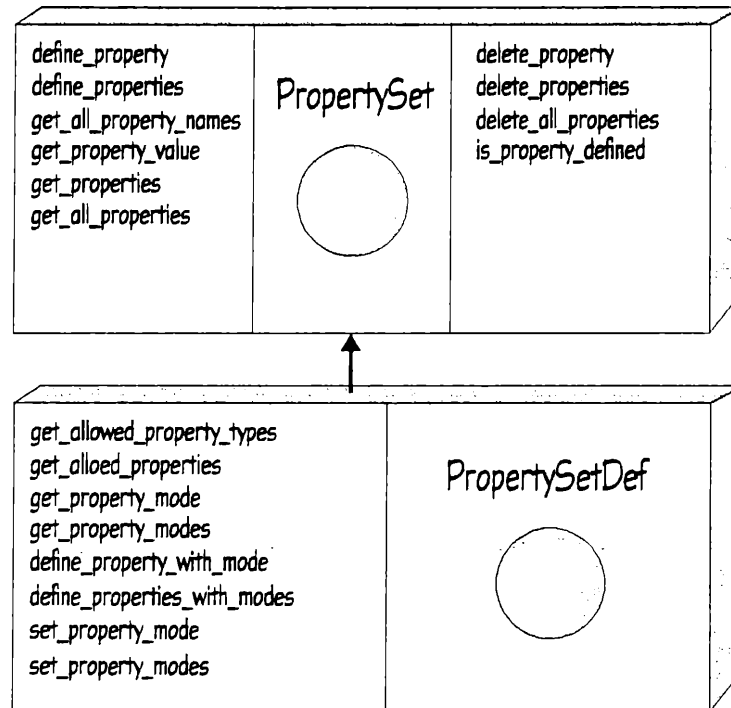 define_property
define_properties
get_all_property_names
get_property_value
get_properties
get_all_properties
PropertySet
delete_property
delete_properties
delete_all_properties
is_property_defined
get_allowed_property_types
get_alloed_properties
get_property_mode
get_property_modes
define_property_with_mode
define_properties_with_modes
set_property_mode
set_property_modes
PropertySetDef